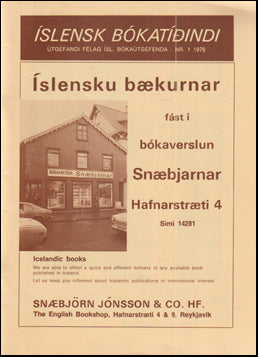 ÍSLENSK BÓKATÍÐINDI
ÚTGEFANDI FÉLAG ÍSL. BÓKAÚTGEFENDA - NR. 1 1979
Íslensku bækurnar
fást í
bókaverslun
Snæbjarnar
Hafnarstræti 4
Sími 14281
bókaverslun Snæbjarnar
Icelandic books
We are able to effect a quick and efficient delivery of any available book
published in Iceland.
Let us keep you informed about Icelandic publications of international interest.
SNÆBJÖRN JÓNSSON & CO. HF.
The English Bookshop, Hafnarstræti 4 & 9, Reykjavík